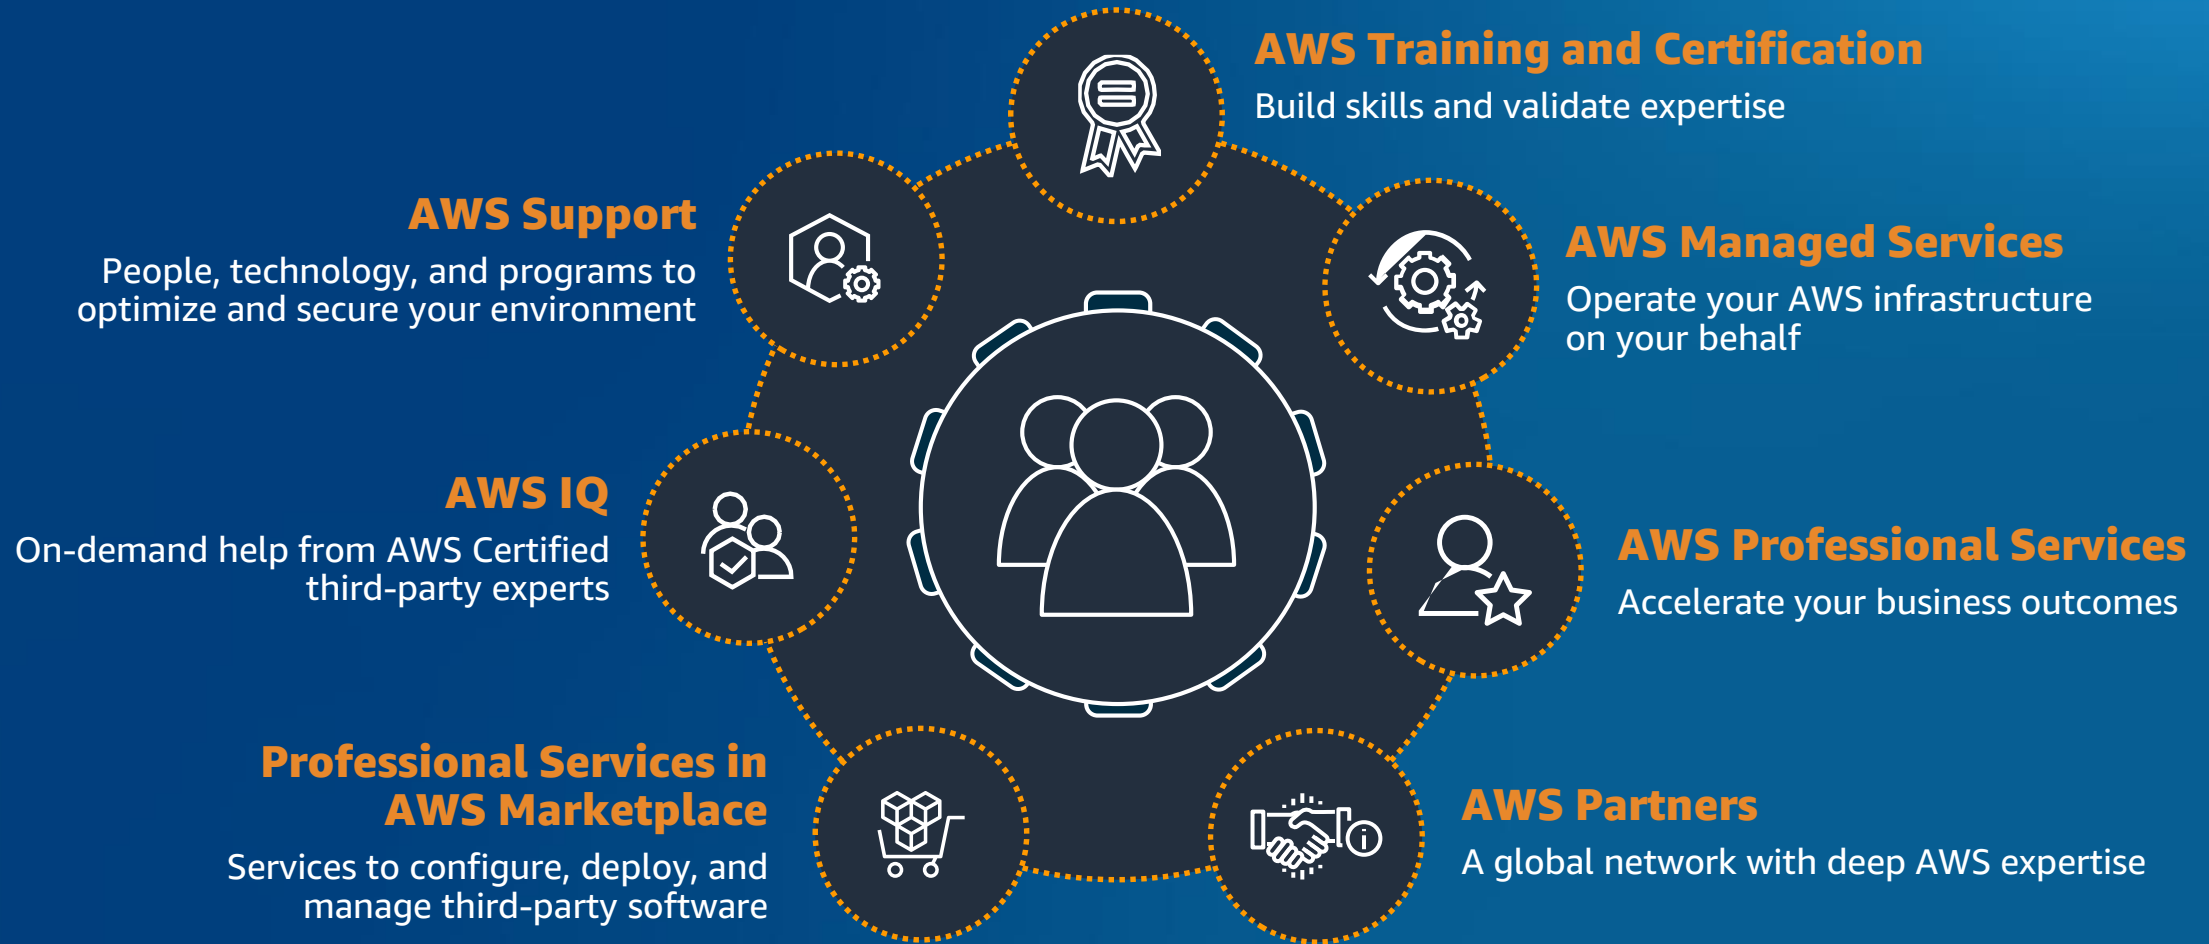 AWS Training and Certification
Build skills and validate expertise
AWS Managed Services
Operate your AWS infrastructure
on your behalf
AWS Professional Services
Accelerate your business outcomes
AWS Partners
A global network with deep AWS expertise
Professional Services in
AWS Marketplace
Services to configure, deploy, and
manage third-party software
AWS IQ
On-demand help from AWS Certified
third-party experts
AWS Support
People, technology, and programs to
optimize and secure your environment